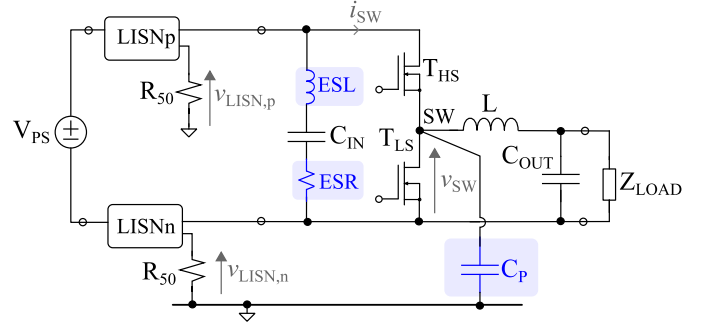 i_SW
LISNp
ESL
T_HS
R_50
v_LISN,p
SW
L
V_PS
C_IN
T_LS
C_OUT
ESR
v_SW
Z_LOAD
LISNn
R_50
v_LISN,n
C_P